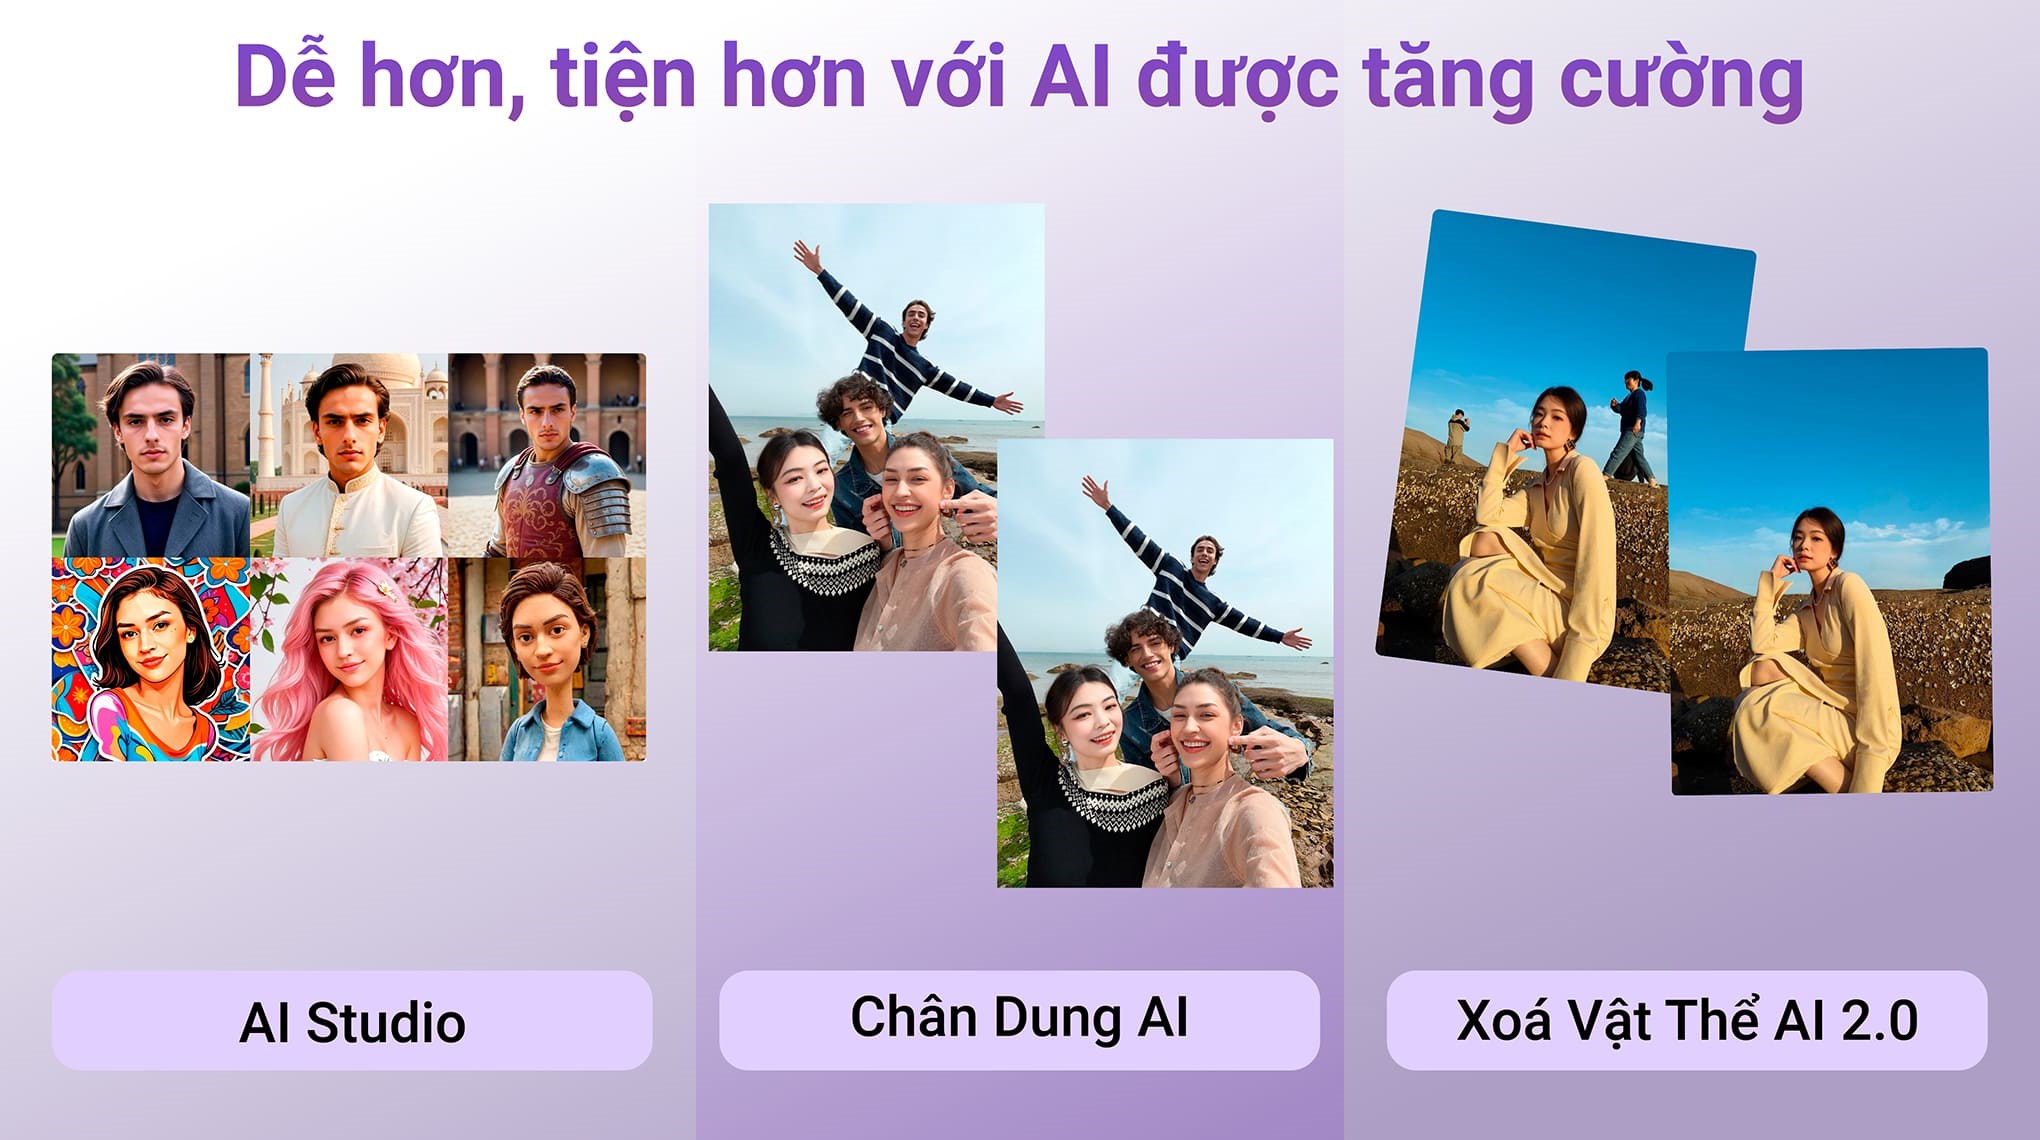 Dễ hơn, tiện hơn với AI được tăng cường
AI Studio
Chân Dung AI
Xoá Vật Thể AI 2.0